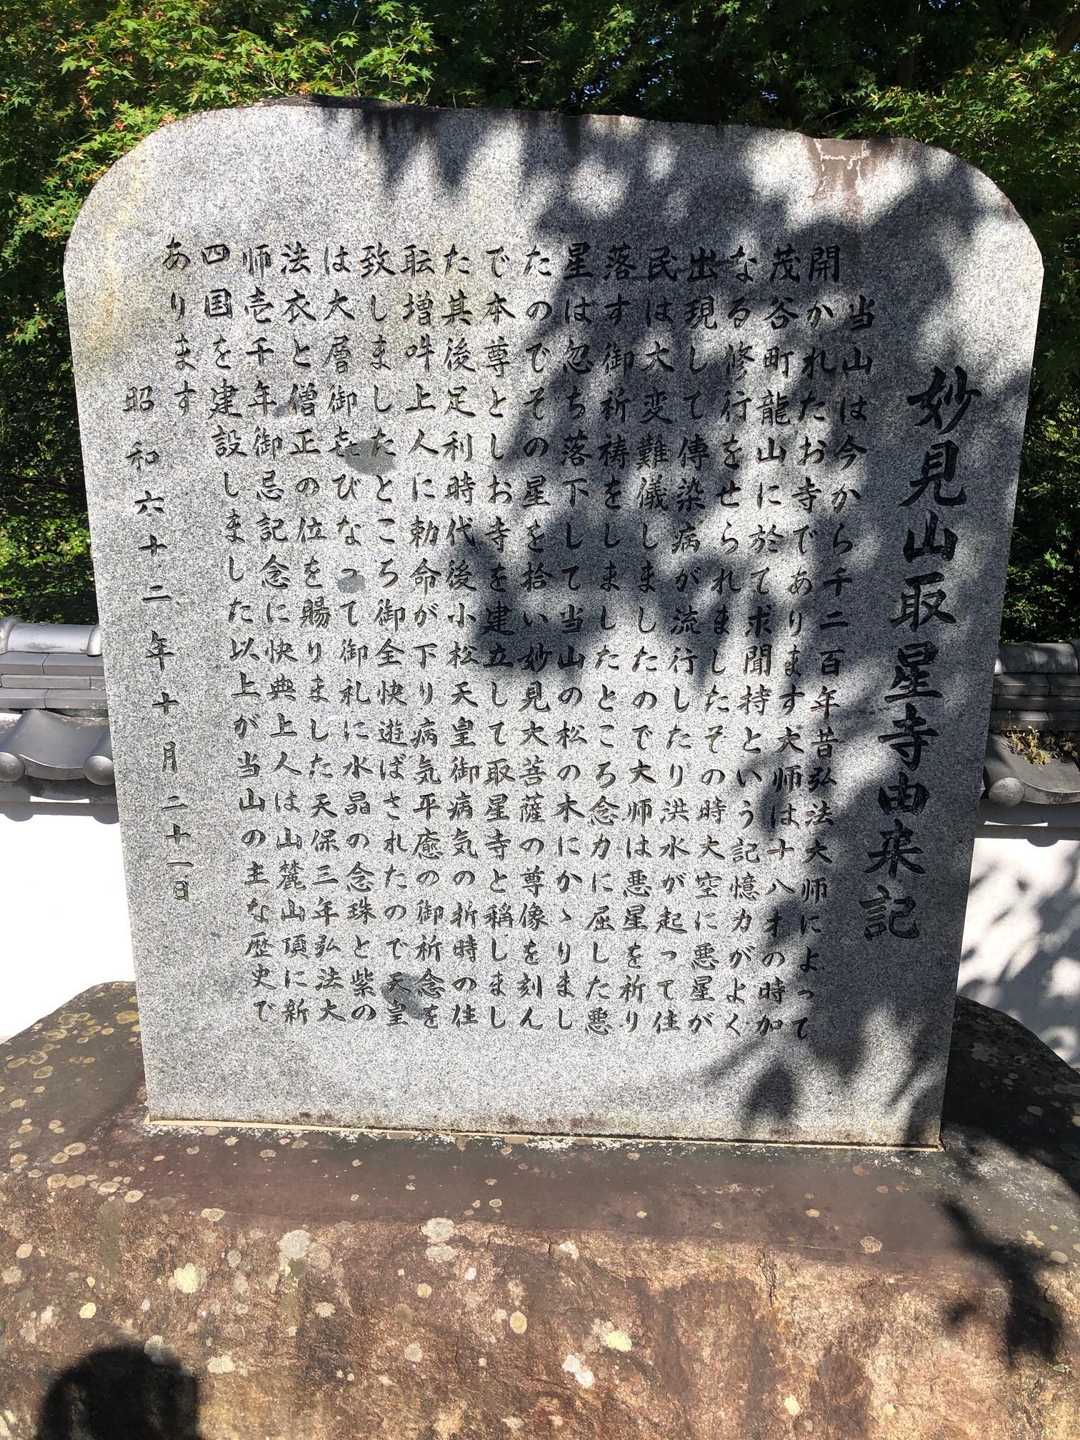 妙見山取星寺由来記
当山は今から千二百年昔弘法大師によって
開かれたお寺であります大師は十八才の時加
茂谷町龍山に於て求聞持という記憶力がよく
なる修行をせられましたその時大空に悪星が
出現して傳染病が流行したり洪水が起って住
民は大変難儀しましたので大師は悪星を祈り
落す御祈祷をしましたところ念力に屈した悪
星は忽ち落下して当山の松の木にかゝりまし
たのでその星を拾い妙見大菩薩の尊像を刻ん
で本尊としお寺を建立して取星寺と稱しまし
た其後足利時代後小松天皇御病気の折時の住
耘増吽上人に勅命が下り病気平癒の御祈念を
致しましたところ御全快遊ばされたので天皇
は大層御㐂びなって御礼に水晶の念珠と紫の
法衣と僧正の位を賜りました天保三年弘法大
师壱千年御忌記念に快典上人は山麓山頂に新
四国を建設しました以上が当山の主な歴史で
あります
昭和六十二年十月二十一日